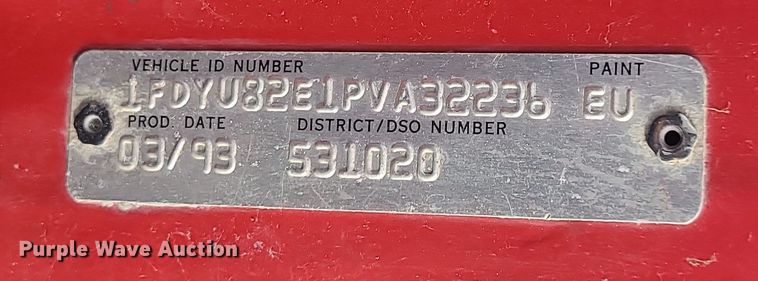 VEHICLE ID NUMBER PAINT
1FDYU82E1PVA32236 EU
PROD. DATE DISTRICT/DSO NUMBER
03/93 531020
Purple Wave Auction